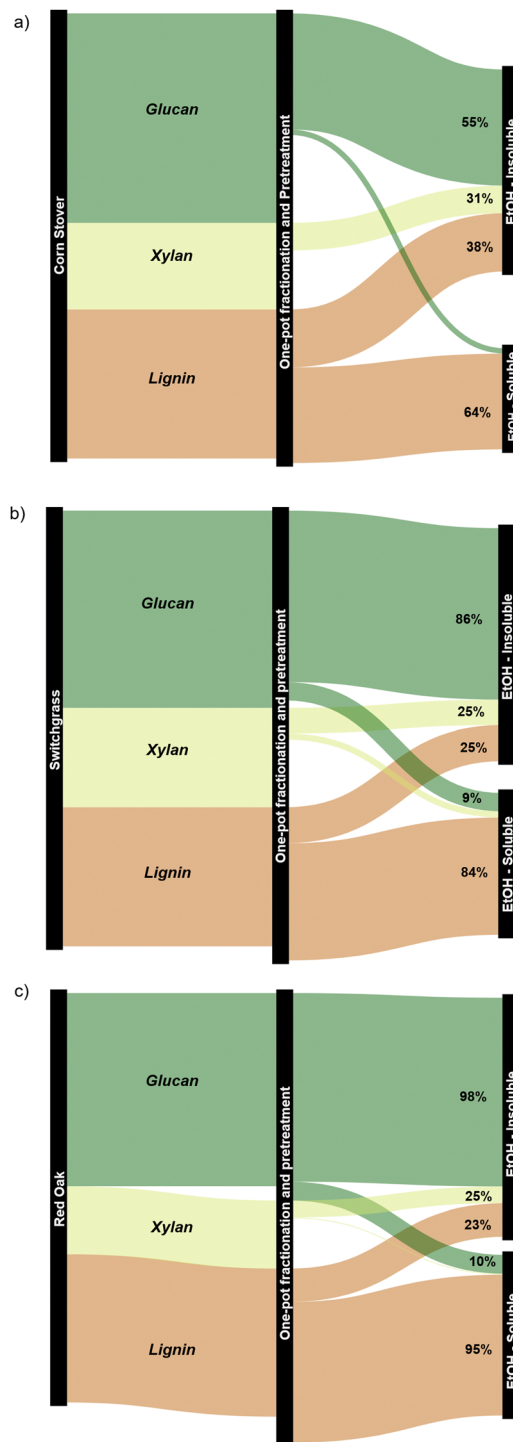 a)
Corn Stover
Glucan
Xylan
Lignin
One-pot fractionation and Pretreatment
55%
31%
38%
64%
EtOH - Insoluble
EtOH - Soluble
b)
Switchgrass
Glucan
Xylan
Lignin
One-pot fractionation and pretreatment
86%
25%
25%
9%
84%
EtOH - Insoluble
EtOH - Soluble
c)
Red Oak
Glucan
Xylan
Lignin
One-pot fractionation and pretreatment
98%
25%
23%
10%
95%
EtOH - Insoluble
EtOH - Soluble